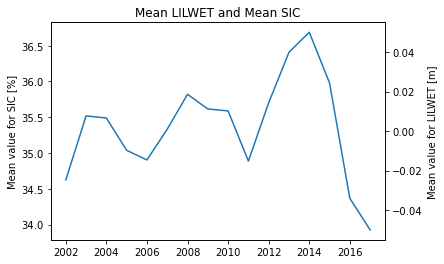 Mean LILWET and Mean SIC
Mean value for SIC [%]
36.5
36.0
35.5
35.0
34.5
34.0
2002 2004 2006 2008 2010 2012 2014 2016
0.04
0.02
0.00
−0.02
−0.04
Mean value for LILWET [m]